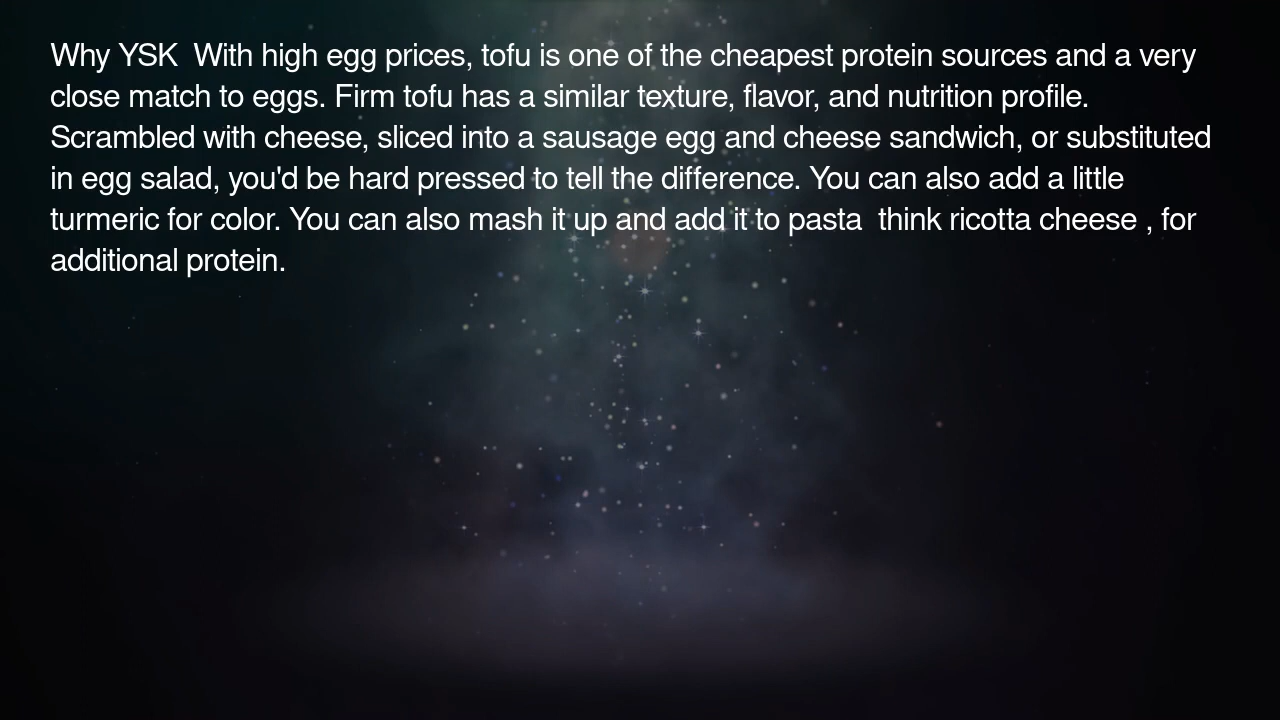 Why YSK  With high egg prices, tofu is one of the cheapest protein sources and a very
close match to eggs. Firm tofu has a similar texture, flavor, and nutrition profile.
Scrambled with cheese, sliced into a sausage egg and cheese sandwich, or substituted
in egg salad, you'd be hard pressed to tell the difference. You can also add a little
turmeric for color. You can also mash it up and add it to pasta  think ricotta cheese , for
additional protein.